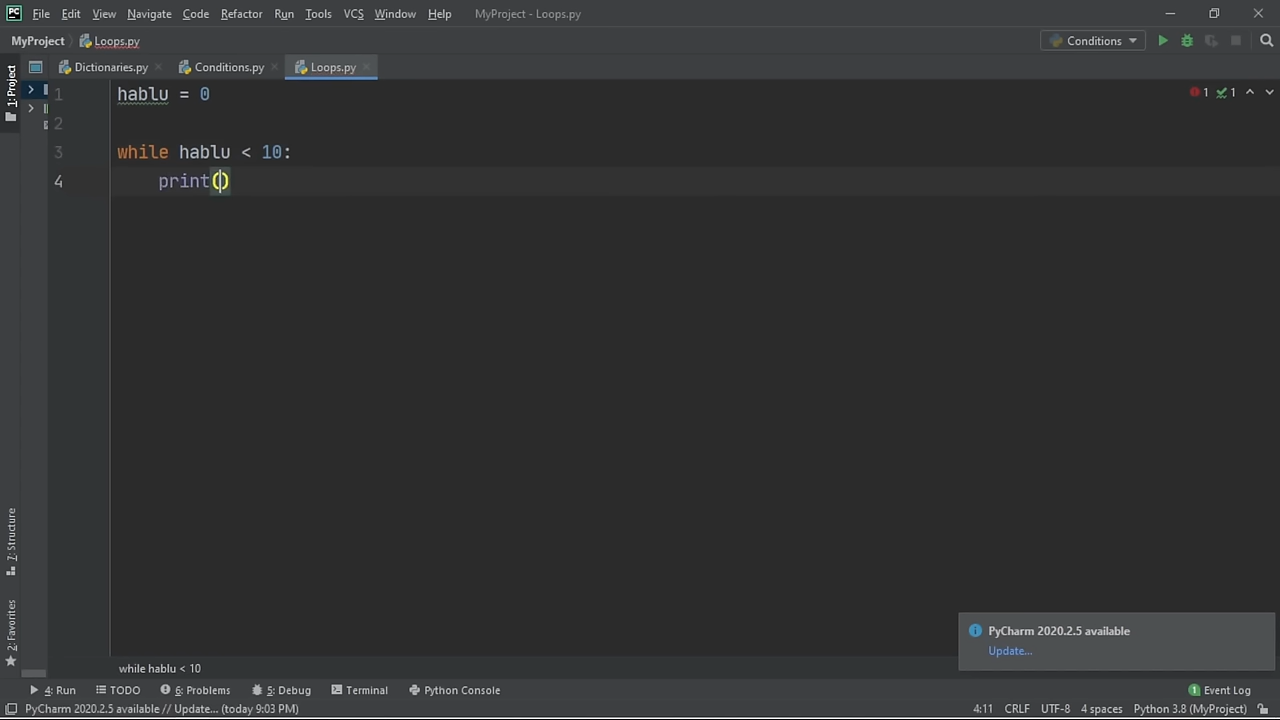 PC File Edit View Navigate Code Refactor Run Tools VCS Window Help MyProject - Loops.py
MyProject Loops.py Conditions
1: Project
Dictionaries.py Conditions.py Loops.py
1 hablu = 0
1 1
2
3 while hablu < 10:
4 print()
7: Structure
2: Favorites
PyCharm 2020.2.5 available
Update...
while hablu < 10
4: Run TODO 6: Problems 5: Debug Terminal Python Console 1 Event Log
PyCharm 2020.2.5 available // Update... (today 9:03 PM) 4:11 CRLF UTF-8 4 spaces Python 3.8 (MyProject)